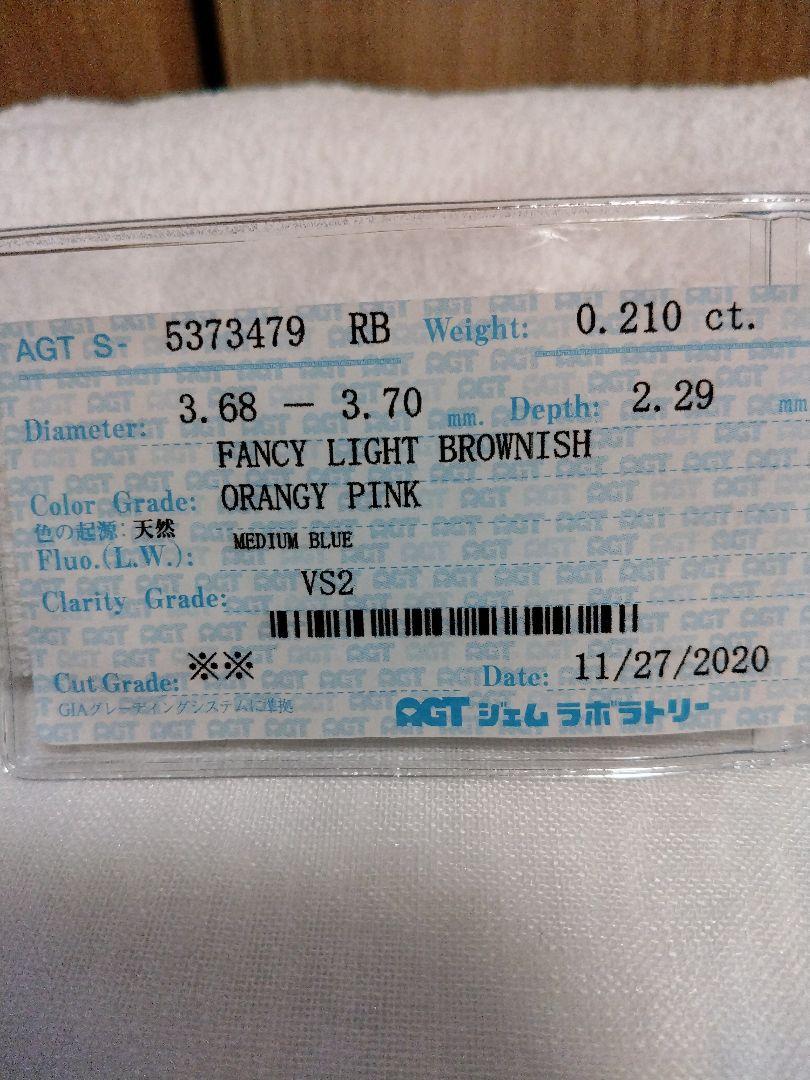 AGT S- 5373479 RB Weight: 0.210 ct.
Diameter: 3.68 — 3.70 mm. Depth: 2.29 mm
FANCY LIGHT BROWNISH
Color Grade: ORANGY PINK
色の起源: 天然
Fluo.(L.W.): MEDIUM BLUE
Clarity Grade: VS2
Cut Grade: ※※ Date: 11/27/2020
GIAグレーディングシステムに準拠
AGT ジェムラボラトリー